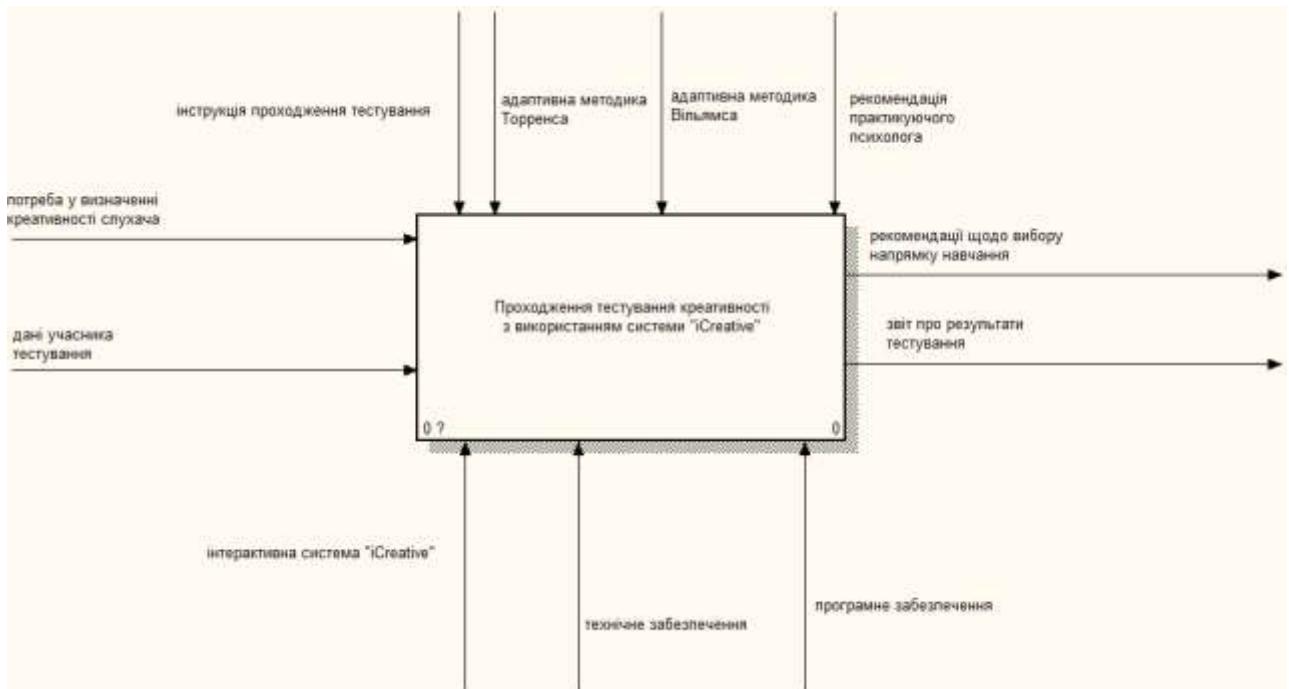 інструкція проходження тестування
адаптивна методика
Торренса
адаптивна методика
Вільямса
рекомендація
практикуючого
психолога
потреба у визначенні
креативності слухача
дані учасника
тестування
Проходження тестування креативності
з використанням системи "iCreative"
0 ?
0
рекомендації щодо вибору
напрямку навчання
звіт про результати
тестування
інтерактивна система "iCreative"
технічне забезпечення
програмне забезпечення